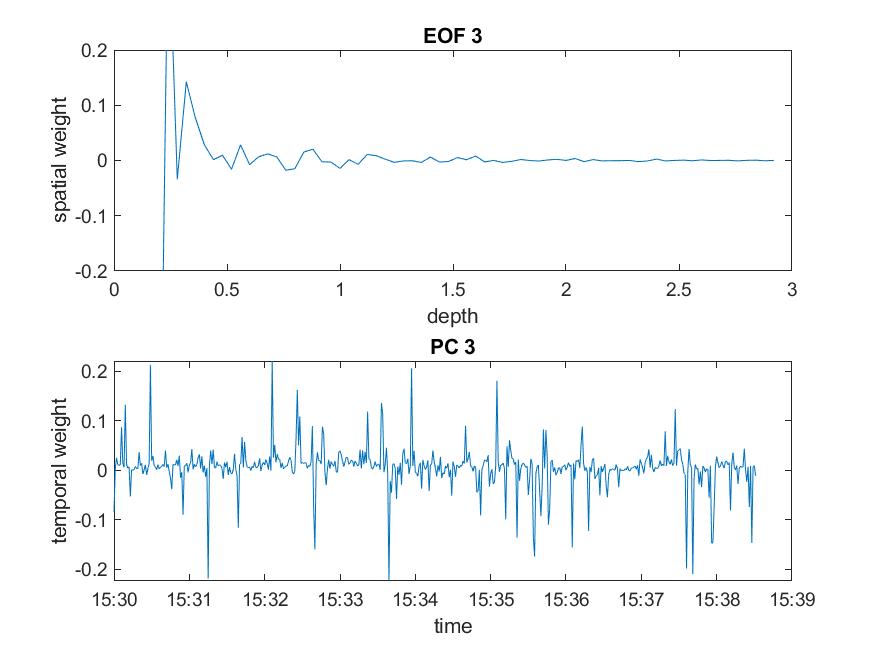 EOF 3
0.2
0.1
0
-0.1
-0.2
spatial weight
0 0.5 1 1.5 2 2.5 3
depth
PC 3
0.2
0.1
0
-0.1
-0.2
temporal weight
15:30 15:31 15:32 15:33 15:34 15:35 15:36 15:37 15:38 15:39
time